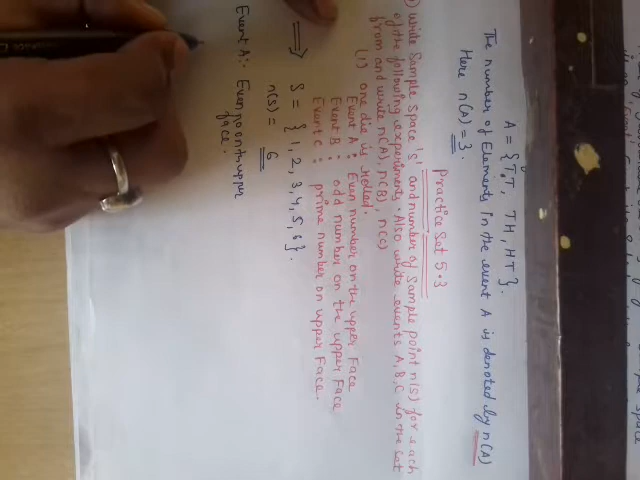 A = { TT, TH, HT }.
The number of Elements in the event A is denoted by n(A)
Here n(A) = 3.
Practice Set 5.3
Write Sample Space 'S' and number of Sample point n(S) for each
of the following experiments. Also write events A, B, C in the Set
from and write n(A), n(B), n(C)
(1) One die is rolled.
Event A : Even number on the upper Face
Event B : odd number on the upper Face
Event C : prime number on upper Face.
⇒ S = { 1, 2, 3, 4, 5, 6 }.
n(S) = 6
Event A:- Even no on the upper
face.